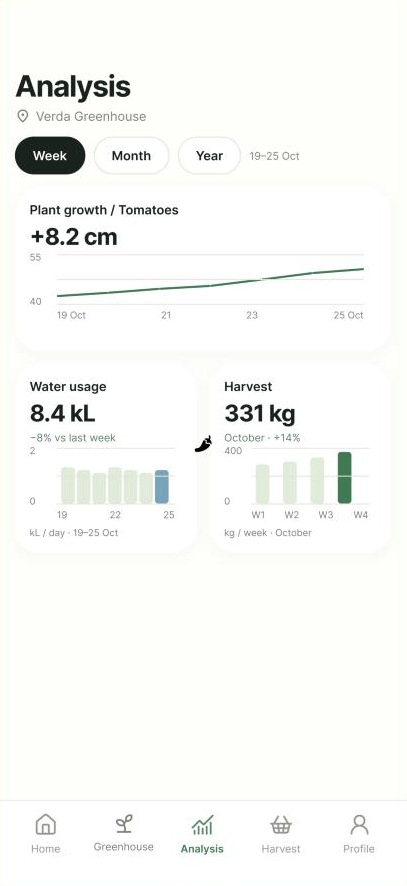 Analysis
Verda Greenhouse
Week Month Year 19–25 Oct
Plant growth / Tomatoes
+8.2 cm
55
40
19 Oct 21 23 25 Oct
Water usage
8.4 kL
−8% vs last week
2
0
19 22 25
kL / day · 19–25 Oct
Harvest
331 kg
October · +14%
400
0
W1 W2 W3 W4
kg / week · October
Home Greenhouse Analysis Harvest Profile